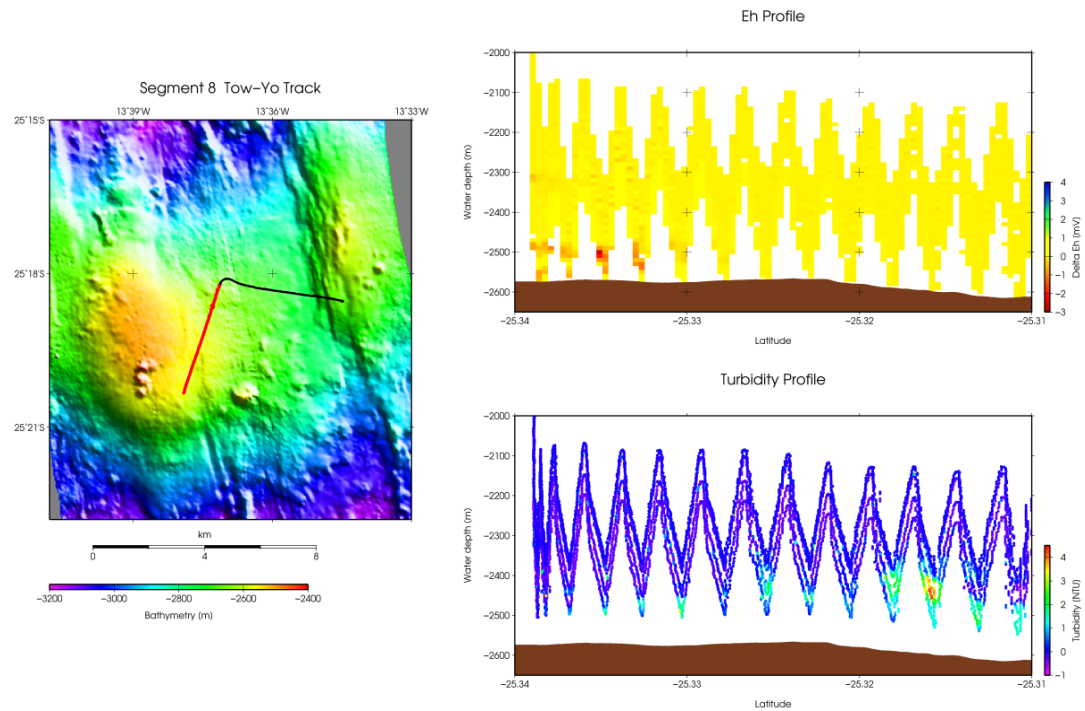 Segment 8 Tow-Yo Track
13°39'W 13°36'W 13°33'W
25°15'S
25°18'S
25°21'S
km
0 4 8
-3200 -3000 -2800 -2600 -2400
Bathymetry (m)
Eh Profile
-2000
-2100
-2200
-2300
-2400
-2500
-2600
Water depth (m)
-25.34 -25.33 -25.32 -25.31
Latitude
4
3
2
1
0
-1
-2
-3
Delta Eh (mV)
Turbidity Profile
-2000
-2100
-2200
-2300
-2400
-2500
-2600
Water depth (m)
-25.34 -25.33 -25.32 -25.31
Latitude
4
3
2
1
0
-1
Turbidity (NTU)